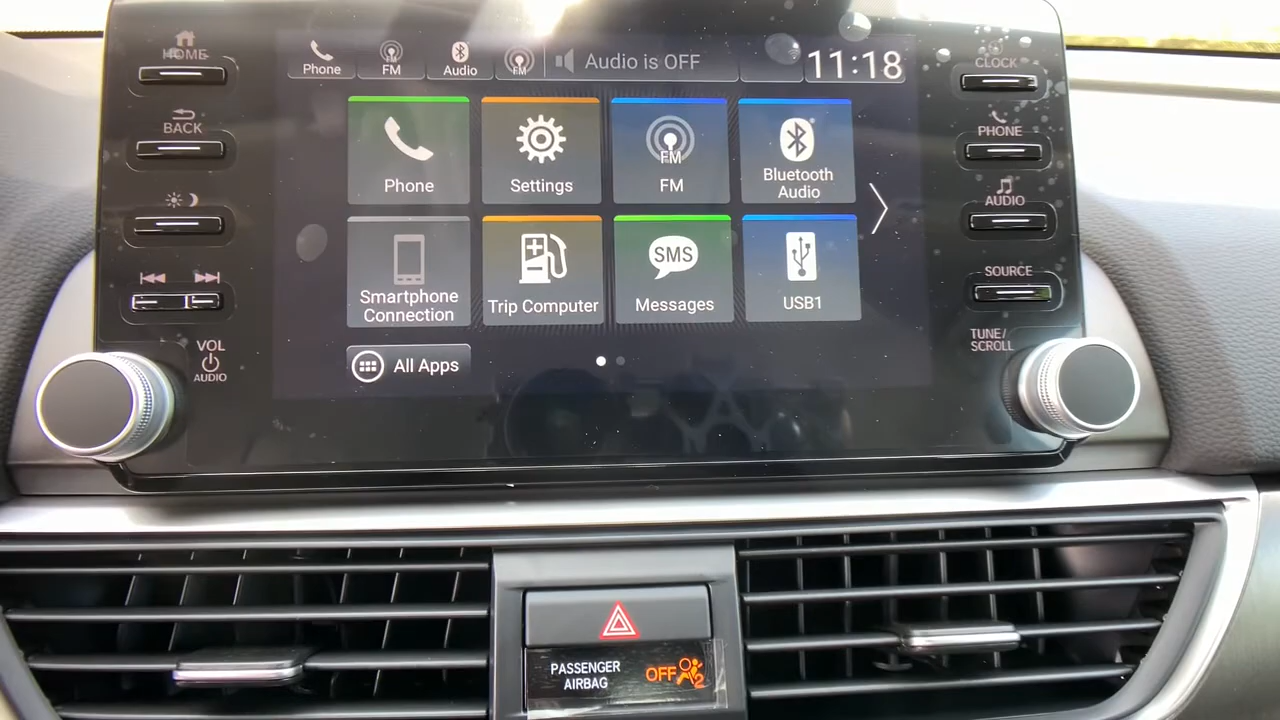 HOME
BACK
VOL
AUDIO
Phone
FM
Audio
FM
Audio is OFF
11:18
Phone
Settings
FM
FM
Bluetooth
Audio
Smartphone
Connection
Trip Computer
SMS
Messages
USB1
All Apps
CLOCK
PHONE
AUDIO
SOURCE
TUNE/
SCROLL
PASSENGER
AIRBAG
OFF 2